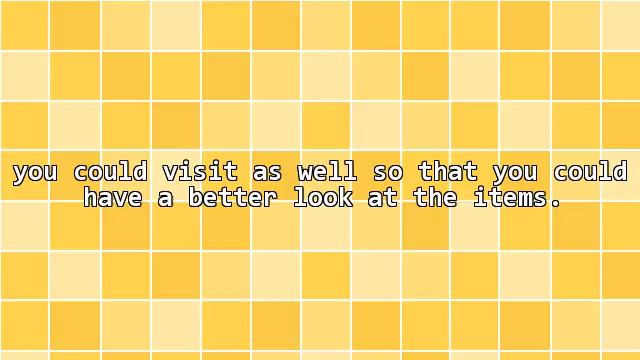 you could visit as well so that you could
have a better look at the items.